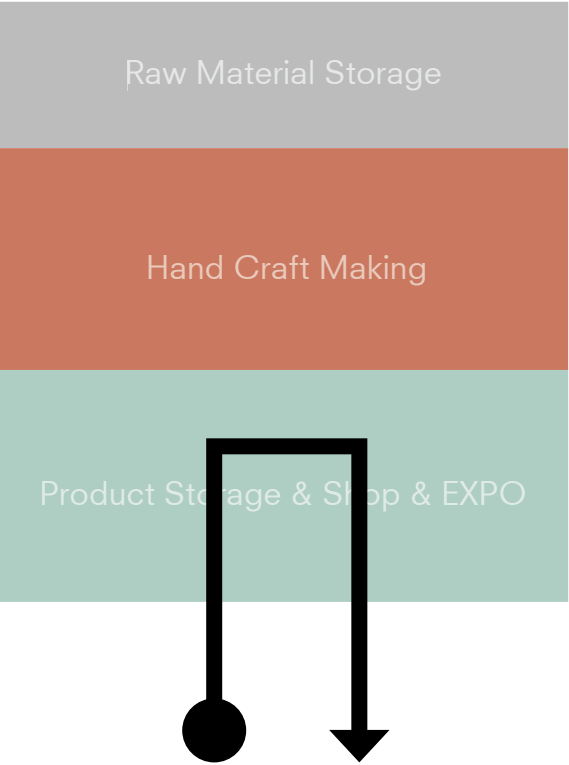 Raw Material Storage
Hand Craft Making
Product Storage & Shop & EXPO